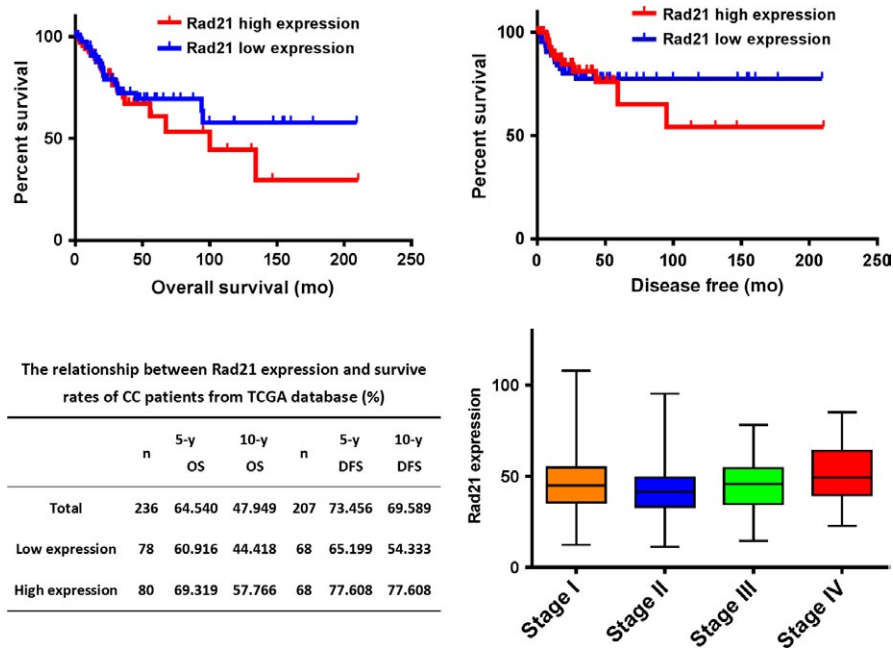 Rad21 high expression
Rad21 low expression
100
50
0
Percent survival
0 50 100 150 200 250
Overall survival (mo)
Rad21 high expression
Rad21 low expression
100
50
0
Percent survival
0 50 100 150 200 250
Disease free (mo)
The relationship between Rad21 expression and survive
rates of CC patients from TCGA database (%)
n 5-y OS 10-y OS n 5-y DFS 10-y DFS
Total 236 64.540 47.949 207 73.456 69.589
Low expression 78 60.916 44.418 68 65.199 54.333
High expression 80 69.319 57.766 68 77.608 77.608
100
50
0
Rad21 expression
Stage I Stage II Stage III Stage IV